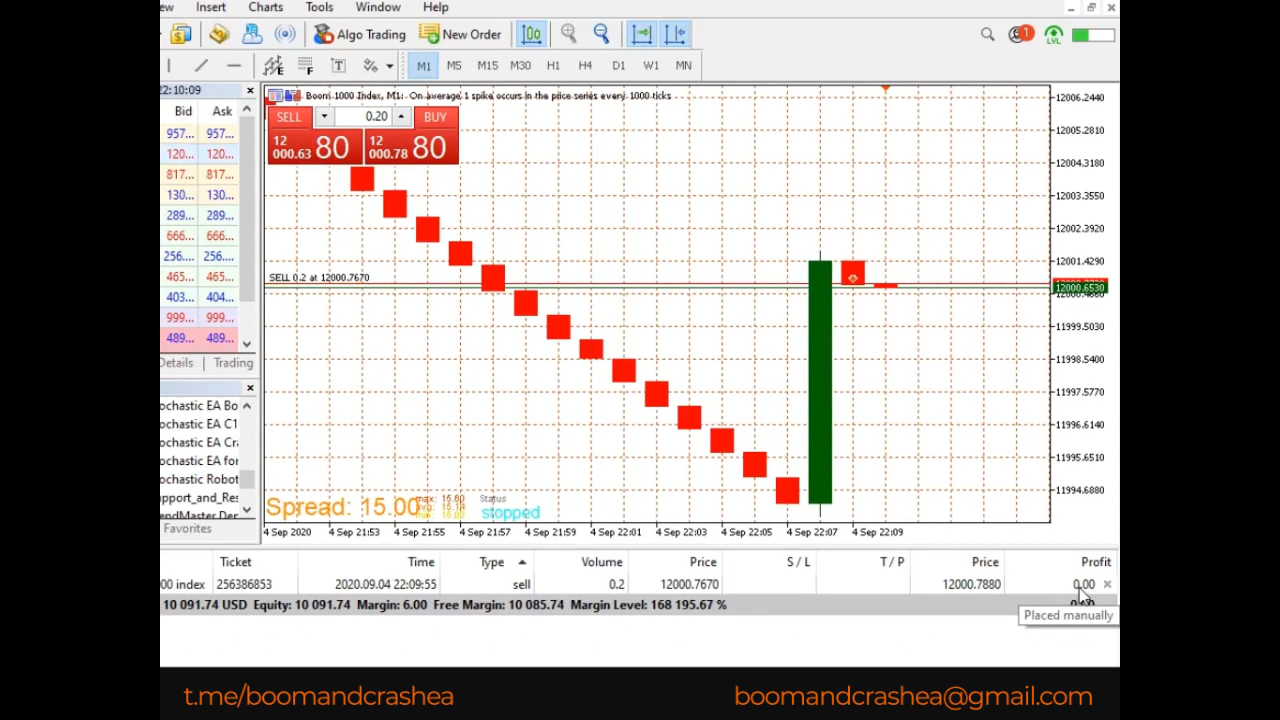 ew Insert Charts Tools Window Help
Algo Trading New Order 1 LVL
E F T M1 M5 M15 M30 H1 H4 D1 W1 MN
22:10:09
Bid Ask
957... 957...
120... 120...
817... 817...
130... 130...
289... 289...
666... 666...
256... 256...
465... 465...
403... 404...
999... 999...
489... 489...
Details Trading
ochastic EA Bo
ochastic EA C1
ochastic EA Cra
ochastic EA for
ochastic Robot
upport_and_Res
endMaster Der
Favorites
Boom 1000 Index, M1: On average 1 spike occurs in the price series every 1000 ticks
SELL 0.20 BUY
12 000.63 80 12 000.78 80
SELL 0.2 at 12000.7670
12006.2440
12005.2810
12004.3180
12003.3550
12002.3920
12001.4290
12000.6530
12000.4660
11999.5030
11998.5400
11997.5770
11996.6140
11995.6510
11994.6880
Spread: 15.00
max: 15.00
Status
stopped
4 Sep 2020 4 Sep 21:53 4 Sep 21:55 4 Sep 21:57 4 Sep 21:59 4 Sep 22:01 4 Sep 22:03 4 Sep 22:05 4 Sep 22:07 4 Sep 22:09
Ticket Time Type Volume Price S / L T / P Price Profit
00 index 256386853 2020.09.04 22:09:55 sell 0.2 12000.7670 12000.7880 0.00
10 091.74 USD Equity: 10 091.74 Margin: 6.00 Free Margin: 10 085.74 Margin Level: 168 195.67 %
Placed manually
t.me/boomandcrashea boomandcrashea@gmail.com